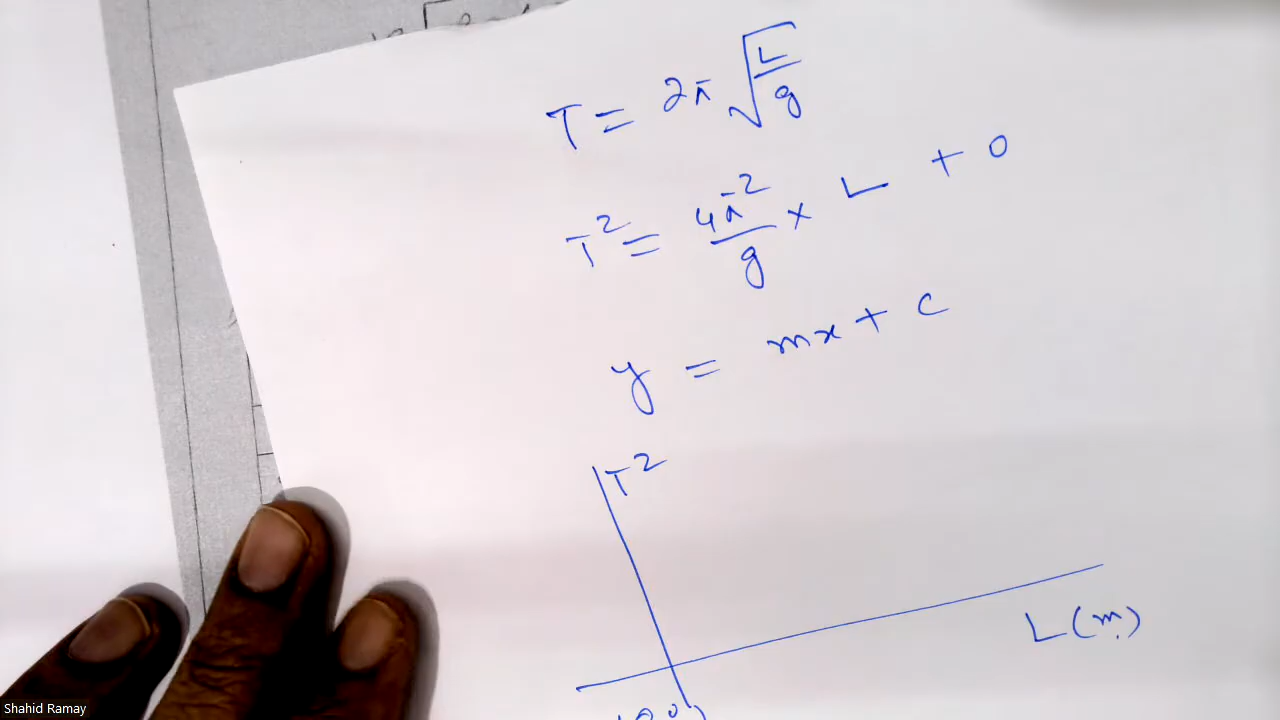 T = 2π √(L/g)
T² = 4π²/g × L + 0
y = mx + c
T²
L(m)
Shahid Ramay